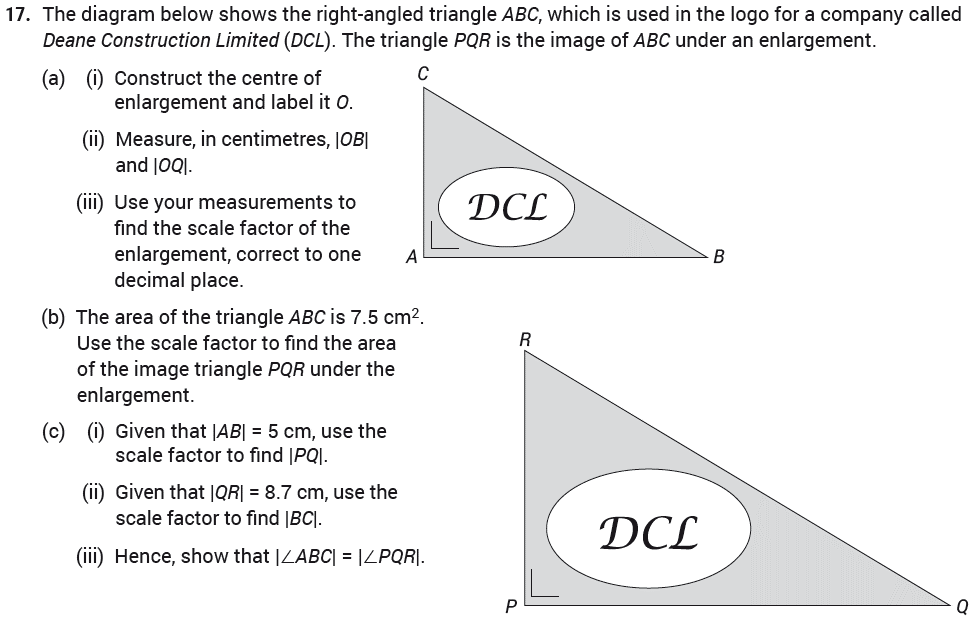 17. The diagram below shows the right-angled triangle ABC, which is used in the logo for a company called
Deane Construction Limited (DCL). The triangle PQR is the image of ABC under an enlargement.
(a) (i) Construct the centre of
enlargement and label it O.
(ii) Measure, in centimetres, |OB|
and |OQ|.
(iii) Use your measurements to
find the scale factor of the
enlargement, correct to one
decimal place.
(b) The area of the triangle ABC is 7.5 cm².
Use the scale factor to find the area
of the image triangle PQR under the
enlargement.
(c) (i) Given that |AB| = 5 cm, use the
scale factor to find |PQ|.
(ii) Given that |QR| = 8.7 cm, use the
scale factor to find |BC|.
(iii) Hence, show that |∠ABC| = |∠PQR|.
C
DCL
A
B
R
DCL
P
Q